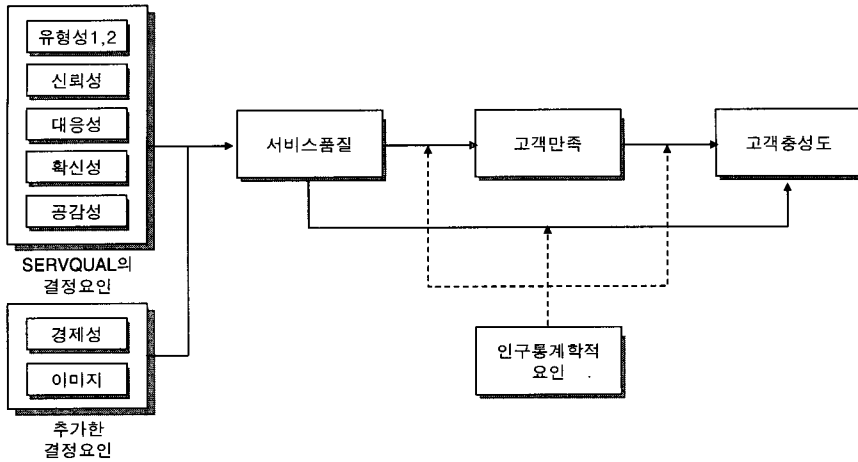 유형성1,2
신뢰성
대응성
확신성
공감성
SERVQUAL의
결정요인
경제성
이미지
추가한
결정요인
서비스품질
고객만족
고객충성도
인구통계학적
요인